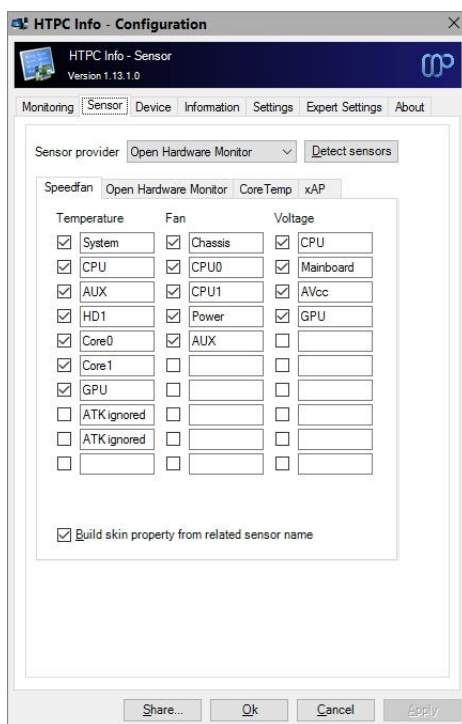 HTPC Info - Configuration
HTPC Info - Sensor
Version 1.13.1.0
Monitoring Sensor Device Information Settings Expert Settings About
Sensor provider Open Hardware Monitor Detect sensors
Speedfan Open Hardware Monitor CoreTemp xAP
Temperature Fan Voltage
System Chassis CPU
CPU CPU0 Mainboard
AUX CPU1 AVcc
HD1 Power GPU
Core0 AUX
Core1
GPU
ATK ignored
ATK ignored
Build skin property from related sensor name
Share... Ok Cancel Apply